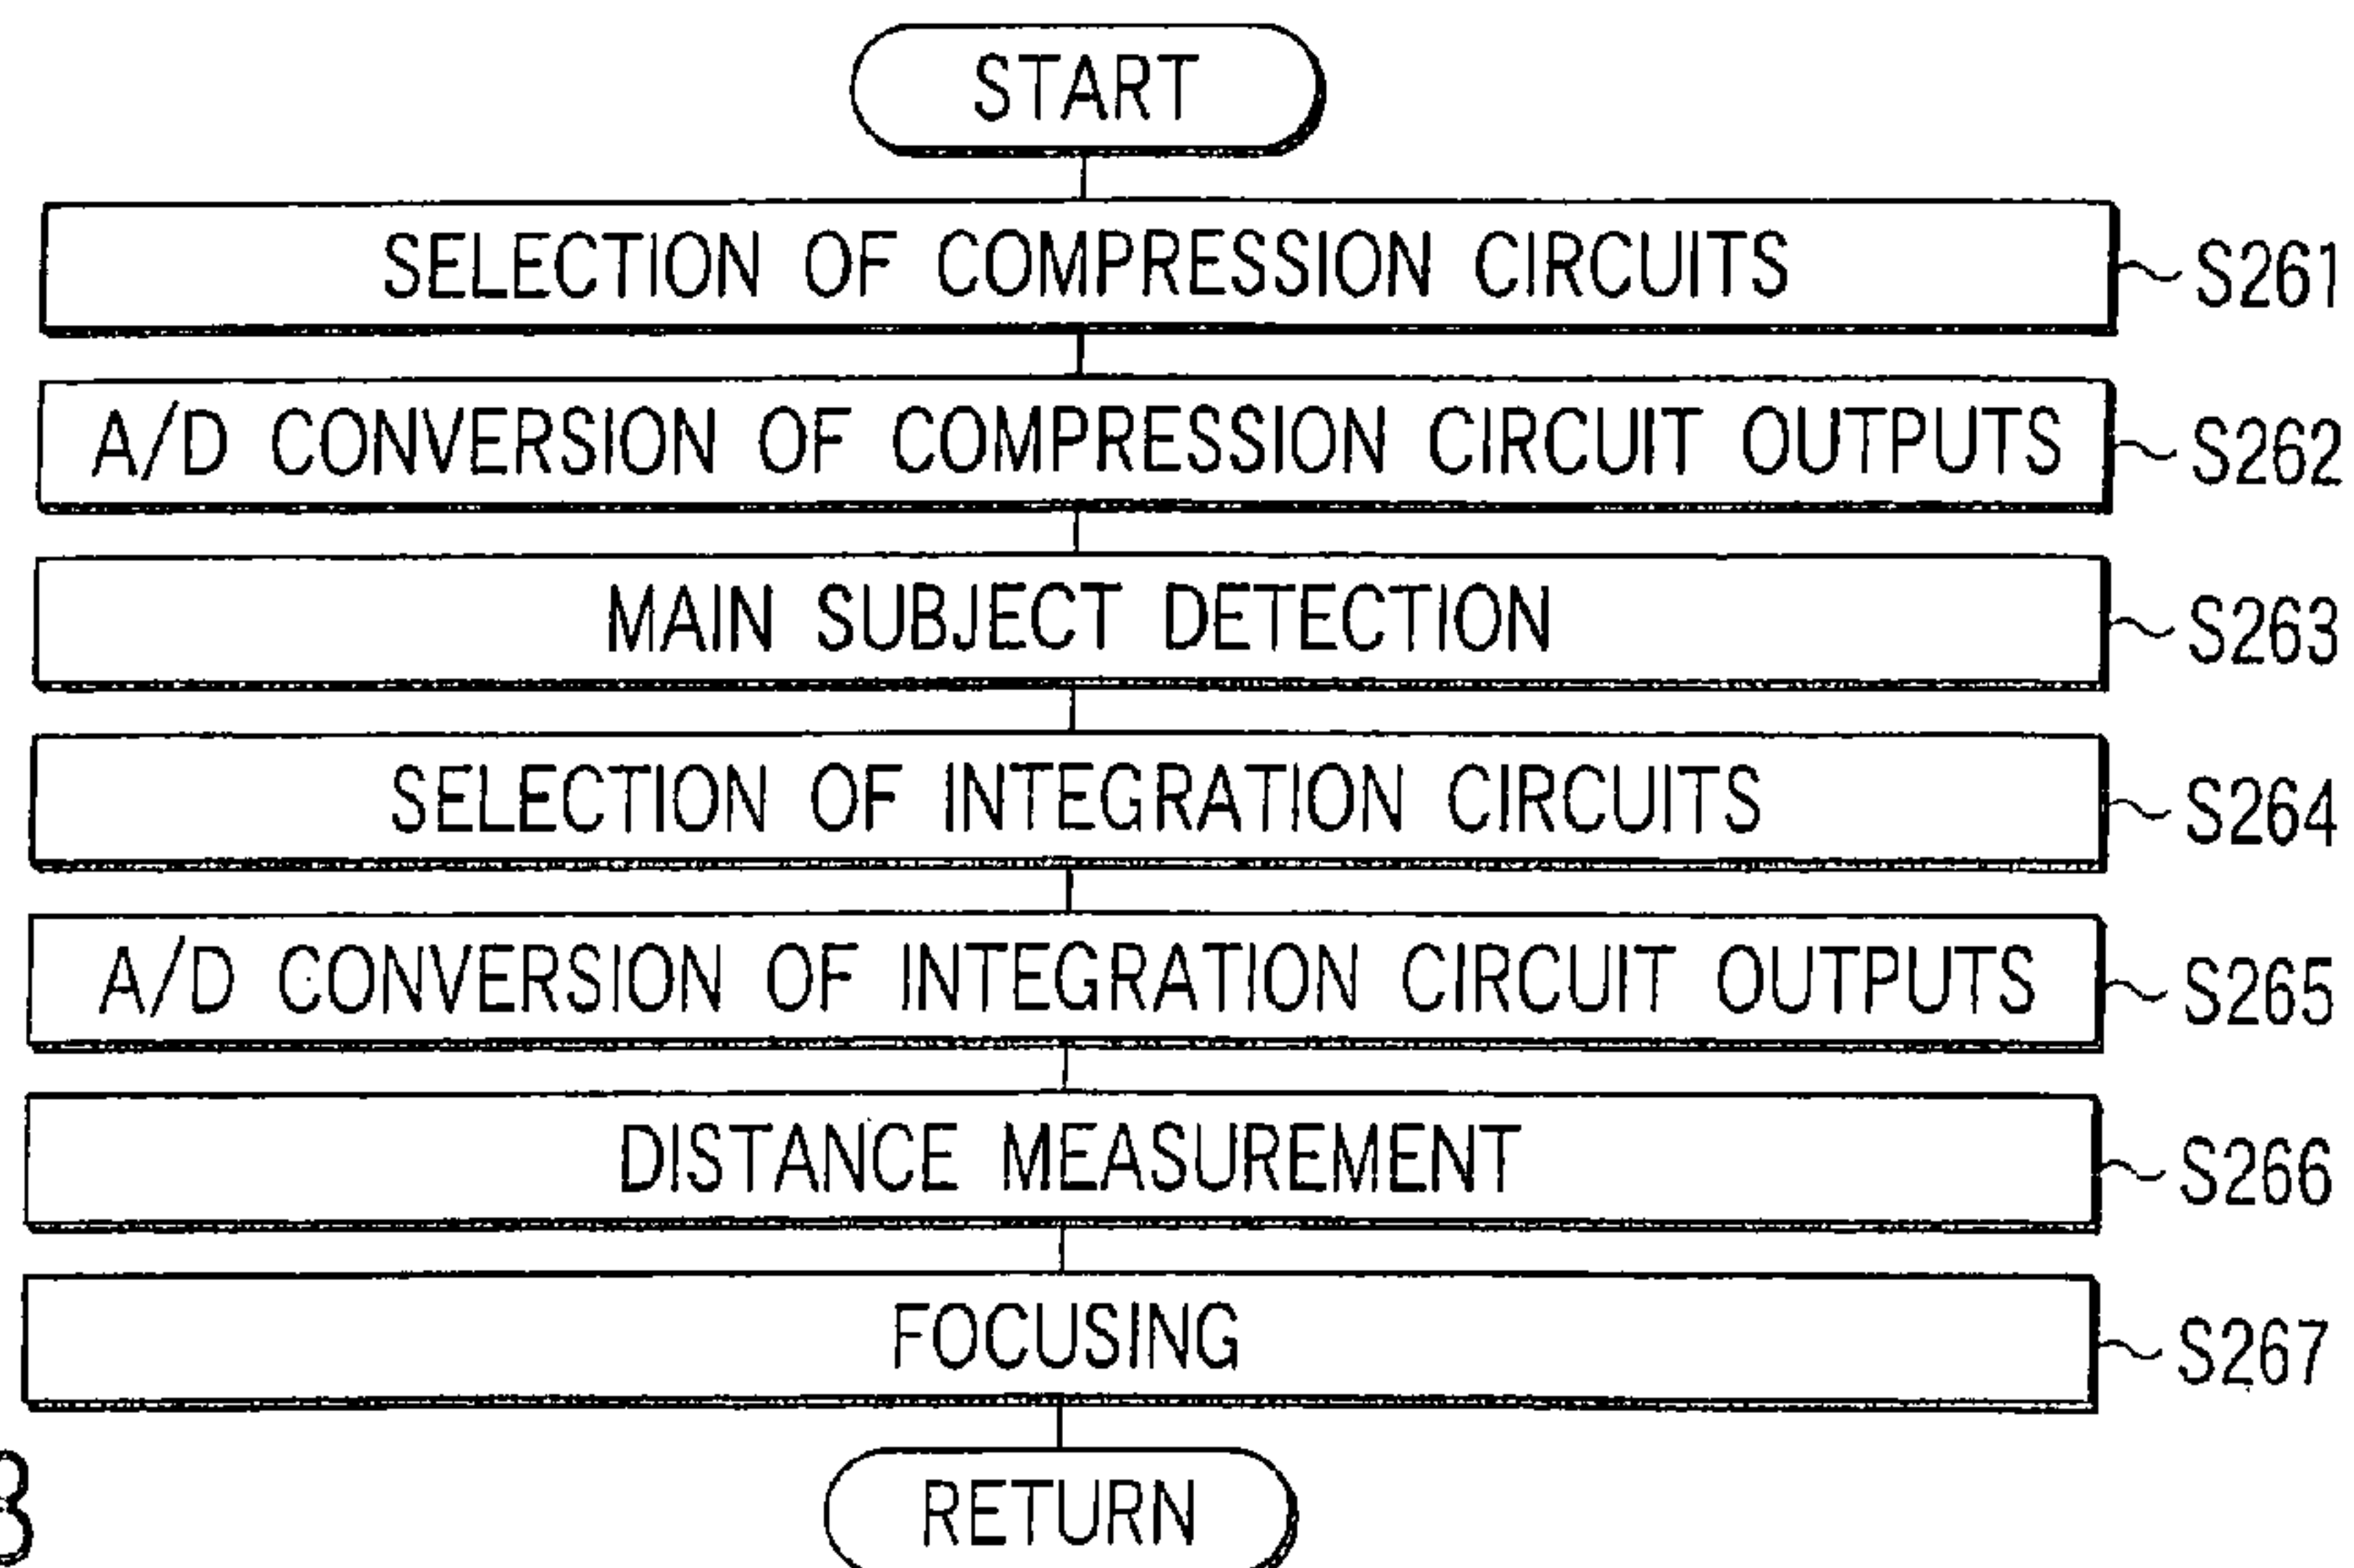 START
SELECTION OF COMPRESSION CIRCUITS S261
A/D CONVERSION OF COMPRESSION CIRCUIT OUTPUTS S262
MAIN SUBJECT DETECTION S263
SELECTION OF INTEGRATION CIRCUITS S264
A/D CONVERSION OF INTEGRATION CIRCUIT OUTPUTS S265
DISTANCE MEASUREMENT S266
FOCUSING S267
RETURN